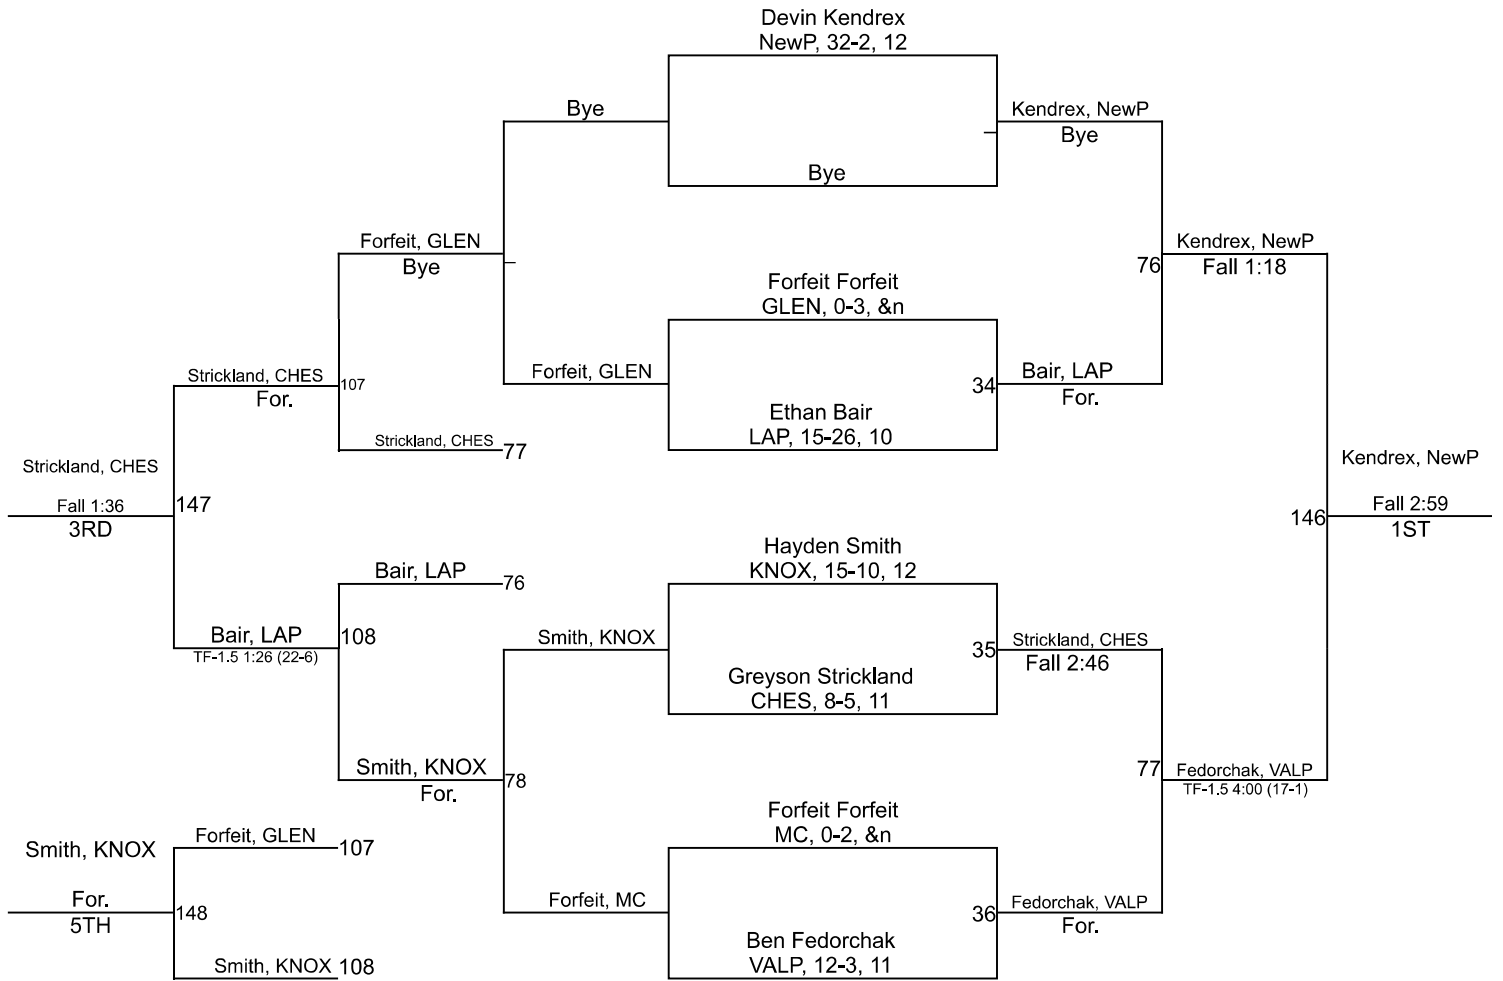 Devin Kendrex
NewP, 32-2, 12
Bye
Kendrex, NewP
Bye
Bye
Forfeit, GLEN
Bye
Kendrex, NewP
76
Fall 1:18
Forfeit Forfeit
GLEN, 0-3, &n
Forfeit, GLEN
34
Bair, LAP
For.
Strickland, CHES
107
For.
Ethan Bair
LAP, 15-26, 10
Strickland, CHES
77
Strickland, CHES
Fall 1:36
147
3RD
Kendrex, NewP
146
Fall 2:59
1ST
Hayden Smith
KNOX, 15-10, 12
Bair, LAP
76
Bair, LAP
108
TF-1.5 1:26 (22-6)
Smith, KNOX
35
Strickland, CHES
Fall 2:46
Greyson Strickland
CHES, 8-5, 11
Smith, KNOX
78
For.
77
Fedorchak, VALP
TF-1.5 4:00 (17-1)
Forfeit Forfeit
MC, 0-2, &n
Forfeit, GLEN
107
Smith, KNOX
For.
148
5TH
Forfeit, MC
36
Fedorchak, VALP
For.
Ben Fedorchak
VALP, 12-3, 11
Smith, KNOX
108